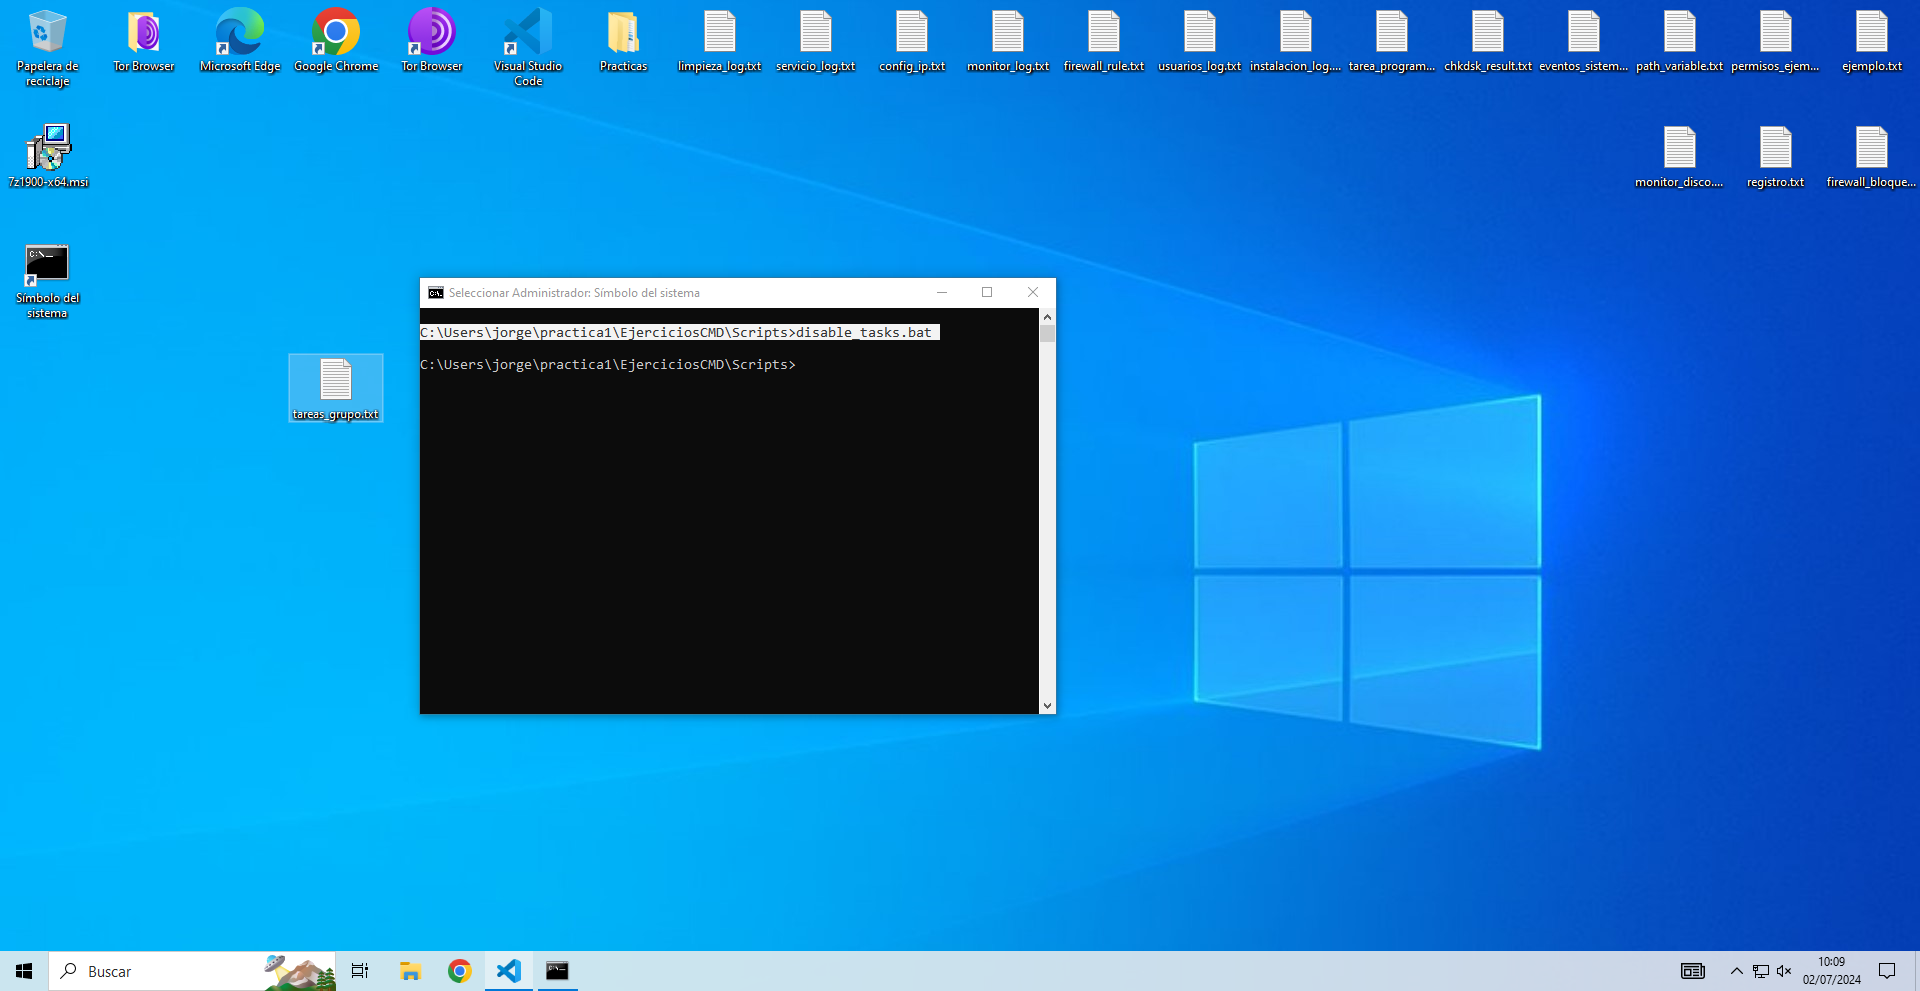 Papelera de
reciclaje
Tor Browser
Microsoft Edge
Google Chrome
Tor Browser
Visual Studio
Code
Practicas
limpieza_log.txt
servicio_log.txt
config_ip.txt
monitor_log.txt
firewall_rule.txt
usuarios_log.txt
instalacion_log....
tarea_program...
chkdsk_result.txt
eventos_sistem...
path_variable.txt
permisos_ejem...
ejemplo.txt
7z1900-x64.msi
monitor_disco....
registro.txt
firewall_bloque...
C:\._
Símbolo del
sistema
tareas_grupo.txt
Seleccionar Administrador: Símbolo del sistema
C:\Users\jorge\practica1\EjerciciosCMD\Scripts>disable_tasks.bat
C:\Users\jorge\practica1\EjerciciosCMD\Scripts>
Buscar
10:09
02/07/2024